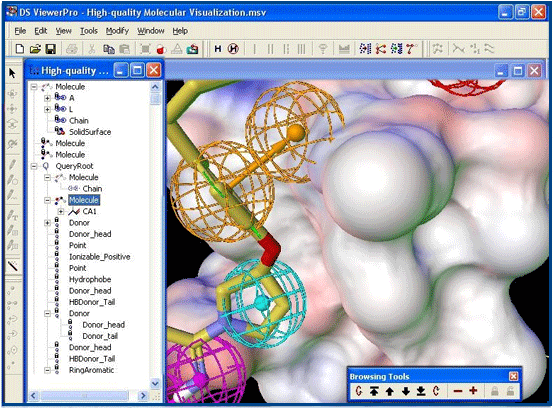 DS ViewerPro - High-quality Molecular Visualization.msv
File Edit View Tools Modify Window Help
H H
High-quality ...
Molecule
A
L
Chain
SolidSurface
Molecule
Molecule
QueryRoot
Molecule
Chain
Molecule
CA1
Donor
Donor_head
Point
Ionizable_Positive
Point
Hydrophobe
HBDonor_Tail
Donor
Donor_head
Donor_tail
Donor_head
HBDonor_Tail
RingAromatic
Browsing Tools